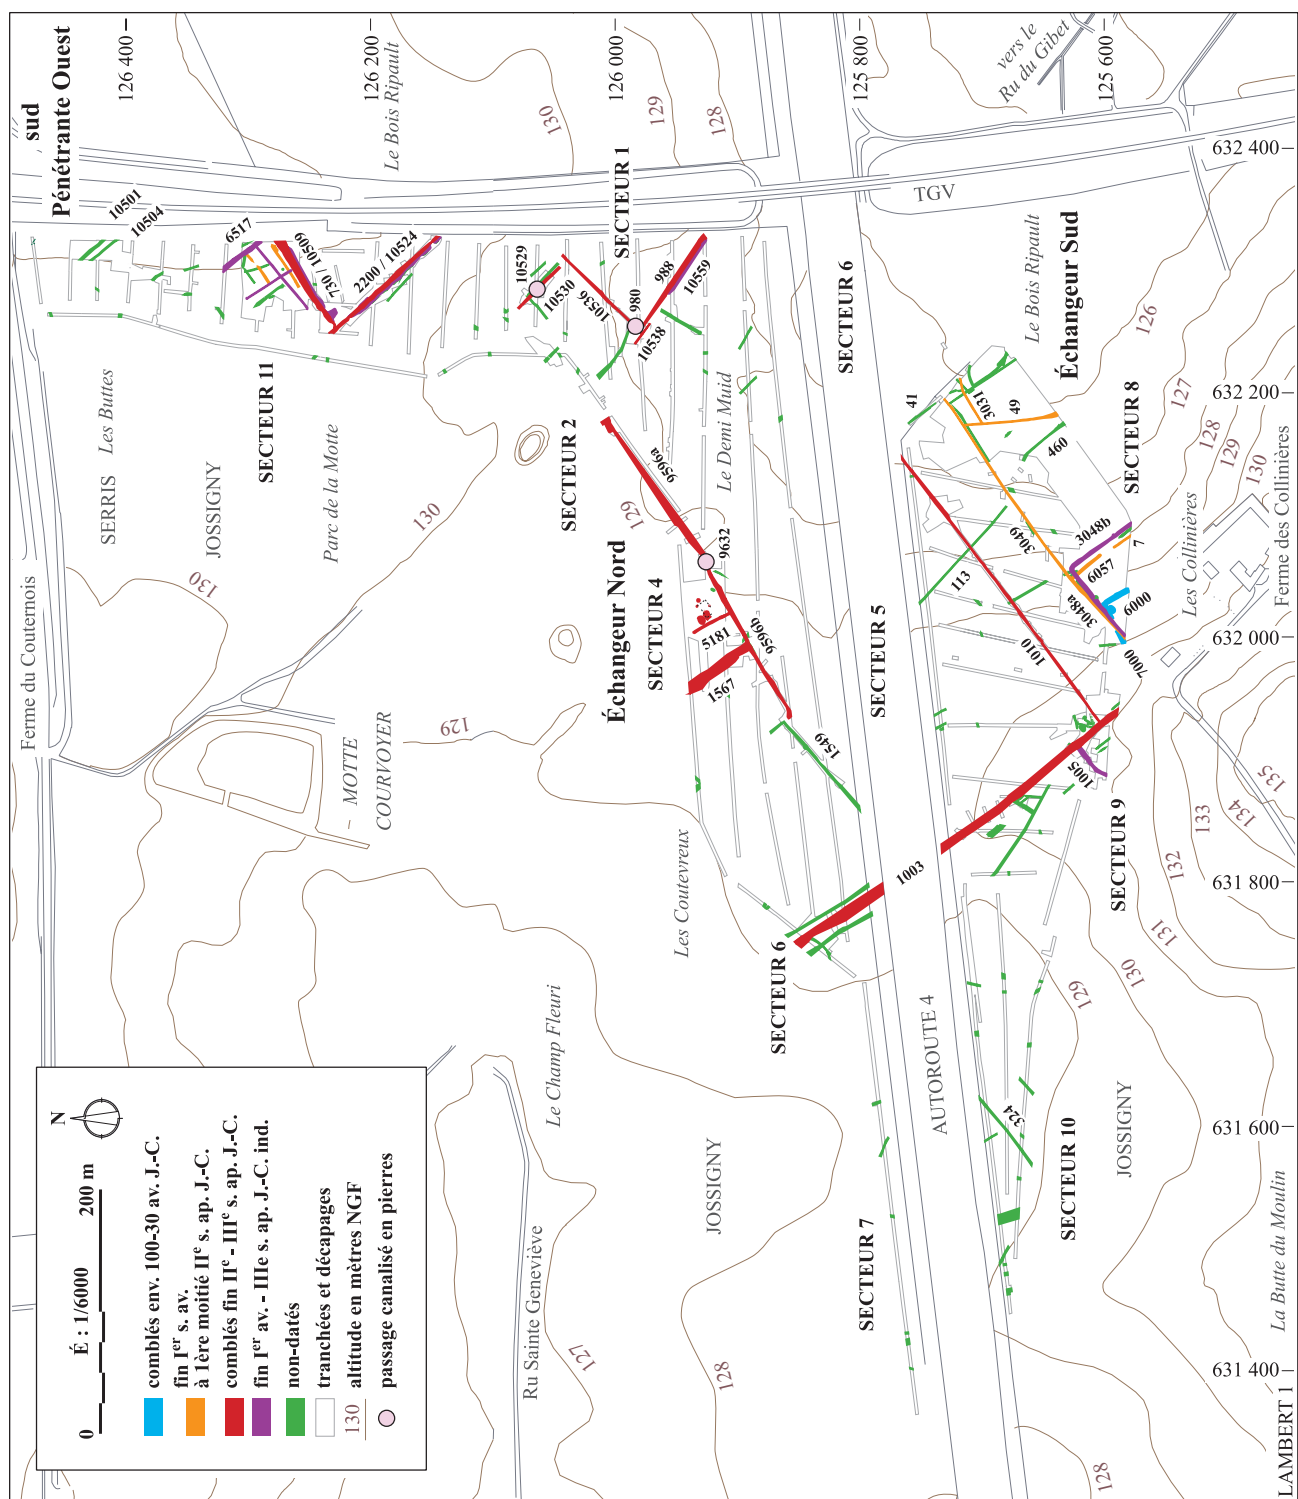 sud
Pénétrante Ouest
126 400
126 200
126 000
125 800
125 600
Le Bois Ripault
vers le
Ru du Gibet
130
129
128
632 400
632 200
632 000
631 800
631 600
631 400
LAMBERT 1
10501
10504
6517
730 / 10509
2200 / 10524
SECTEUR 11
SERRIS
Les Buttes
JOSSIGNY
Parc de la Motte
130
130
Ferme du Couternois
SECTEUR 1
10529
10530
10536
980
988
10559
10538
TGV
SECTEUR 6
Le Bois Ripault
Échangeur Sud
126
127
128
129
130
SECTEUR 2
9596a
129
Le Demi Muid
9632
Échangeur Nord
SECTEUR 4
5181
1567
9596b
1549
SECTEUR 5
41
3031
49
460
SECTEUR 8
3049
3048b
7
6057
3048a
6000
7000
113
1010
Les Collinières
Ferme des Collinières
1005
SECTEUR 9
135
134
133
132
131
130
129
MOTTE
COURVOYER
129
Les Coutevreux
1003
SECTEUR 6
Le Champ Fleuri
AUTOROUTE 4
324
SECTEUR 10
JOSSIGNY
JOSSIGNY
SECTEUR 7
La Butte du Moulin
Ru Sainte Geneviève
127
128
128
N
É : 1/6000
0
200 m
comblés env. 100-30 av. J.-C.
fin Ier s. av.
à 1ère moitié IIe s. ap. J.-C.
comblés fin IIe - IIIe s. ap. J.-C.
fin Ier av. - IIIe s. ap. J.-C. ind.
non-datés
tranchées et décapages
130 altitude en mètres NGF
passage canalisé en pierres